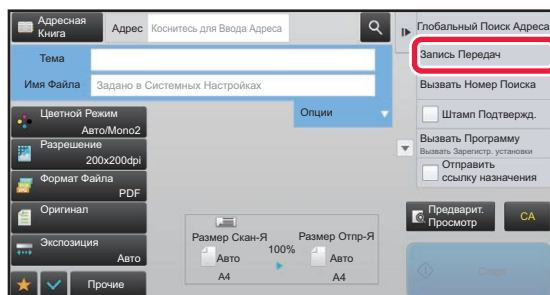 Адресная
Книга
Адрес
Коснитесь для Ввода Адреса
Тема
Имя Файла
Задано в Системных Настройках
Опции
Цветной Режим
Авто/Mono2
Разрешение
200x200dpi
Формат Файла
PDF
Оригинал
Экспозиция
Авто
Прочие
Размер Скан-Я
Авто
A4
100%
Размер Отпр-Я
Авто
A4
Глобальный Поиск Адреса
Запись Передач
Вызвать Номер Поиска
Штамп Подтвержд.
Вызвать Программу
Вызвать Зарегистр. установки
Отправить
ссылку назначения
Предварит.
Просмотр
CA
Старт